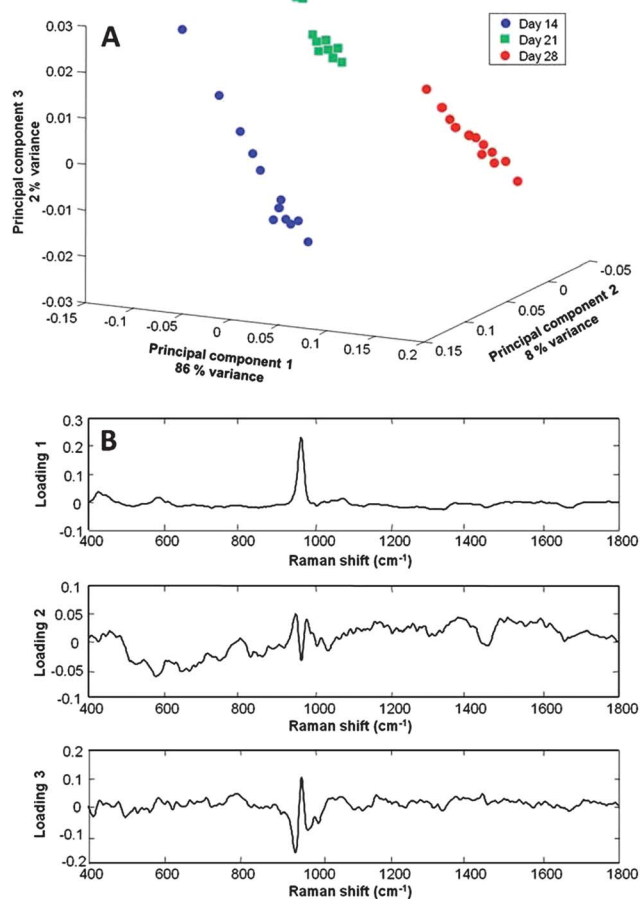 A
Day 14
Day 21
Day 28
0.03
0.02
0.01
0
-0.01
-0.02
-0.03
Principal component 3
2 % variance
-0.15
-0.1
-0.05
0
0.05
0.1
0.15
0.2
Principal component 1
86 % variance
0.15
0.1
0.05
0
-0.05
Principal component 2
8 % variance
B
0.3
0.2
0.1
0
-0.1
Loading 1
400 600 800 1000 1200 1400 1600 1800
Raman shift (cm-1)
0.1
0.05
0
-0.05
-0.1
Loading 2
400 600 800 1000 1200 1400 1600 1800
Raman shift (cm-1)
0.2
0.1
0
-0.1
-0.2
Loading 3
400 600 800 1000 1200 1400 1600 1800
Raman shift (cm-1)